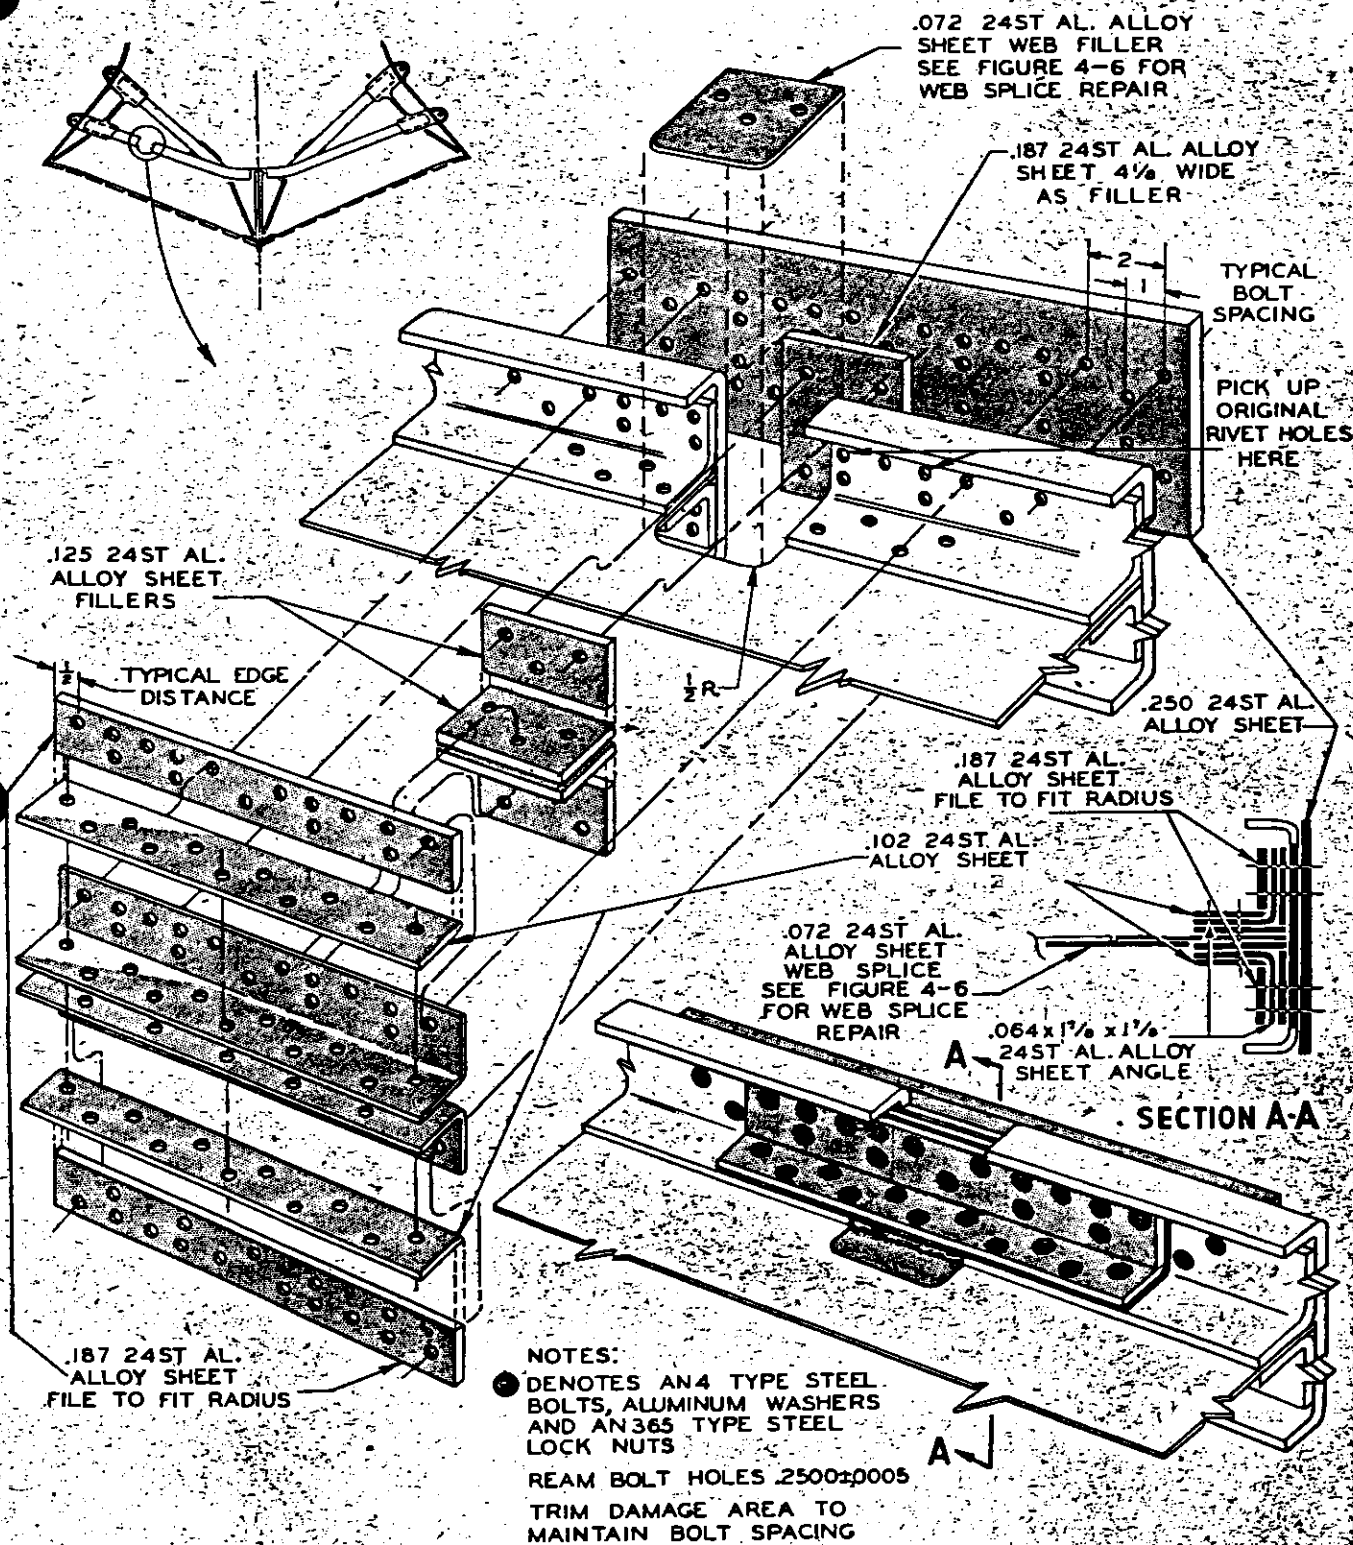 .072 24ST AL. ALLOY
SHEET WEB FILLER
SEE FIGURE 4-6 FOR
WEB SPLICE REPAIR
.187 24ST AL. ALLOY
SHEET 4⅛ WIDE
AS FILLER
2
1
TYPICAL
BOLT
SPACING
PICK UP
ORIGINAL
RIVET HOLES
HERE
.125 24ST AL.
ALLOY SHEET
FILLERS
½
TYPICAL EDGE
DISTANCE
½ R
.250 24ST AL.
ALLOY SHEET
.187 24ST AL.
ALLOY SHEET
FILE TO FIT RADIUS
.102 24ST AL.
ALLOY SHEET
.072 24ST AL.
ALLOY SHEET
WEB SPLICE
SEE FIGURE 4-6
FOR WEB SPLICE
REPAIR
.064 x
24ST AL. ALLOY
SHEET ANGLE
A
SECTION A-A
.187 24ST AL.
ALLOY SHEET
FILE TO FIT RADIUS
NOTES:
DENOTES AN4 TYPE STEEL
BOLTS, ALUMINUM WASHERS
AND AN365 TYPE STEEL
LOCK NUTS
A
REAM BOLT HOLES .2500±.0005
TRIM DAMAGE AREA TO
MAINTAIN BOLT SPACING